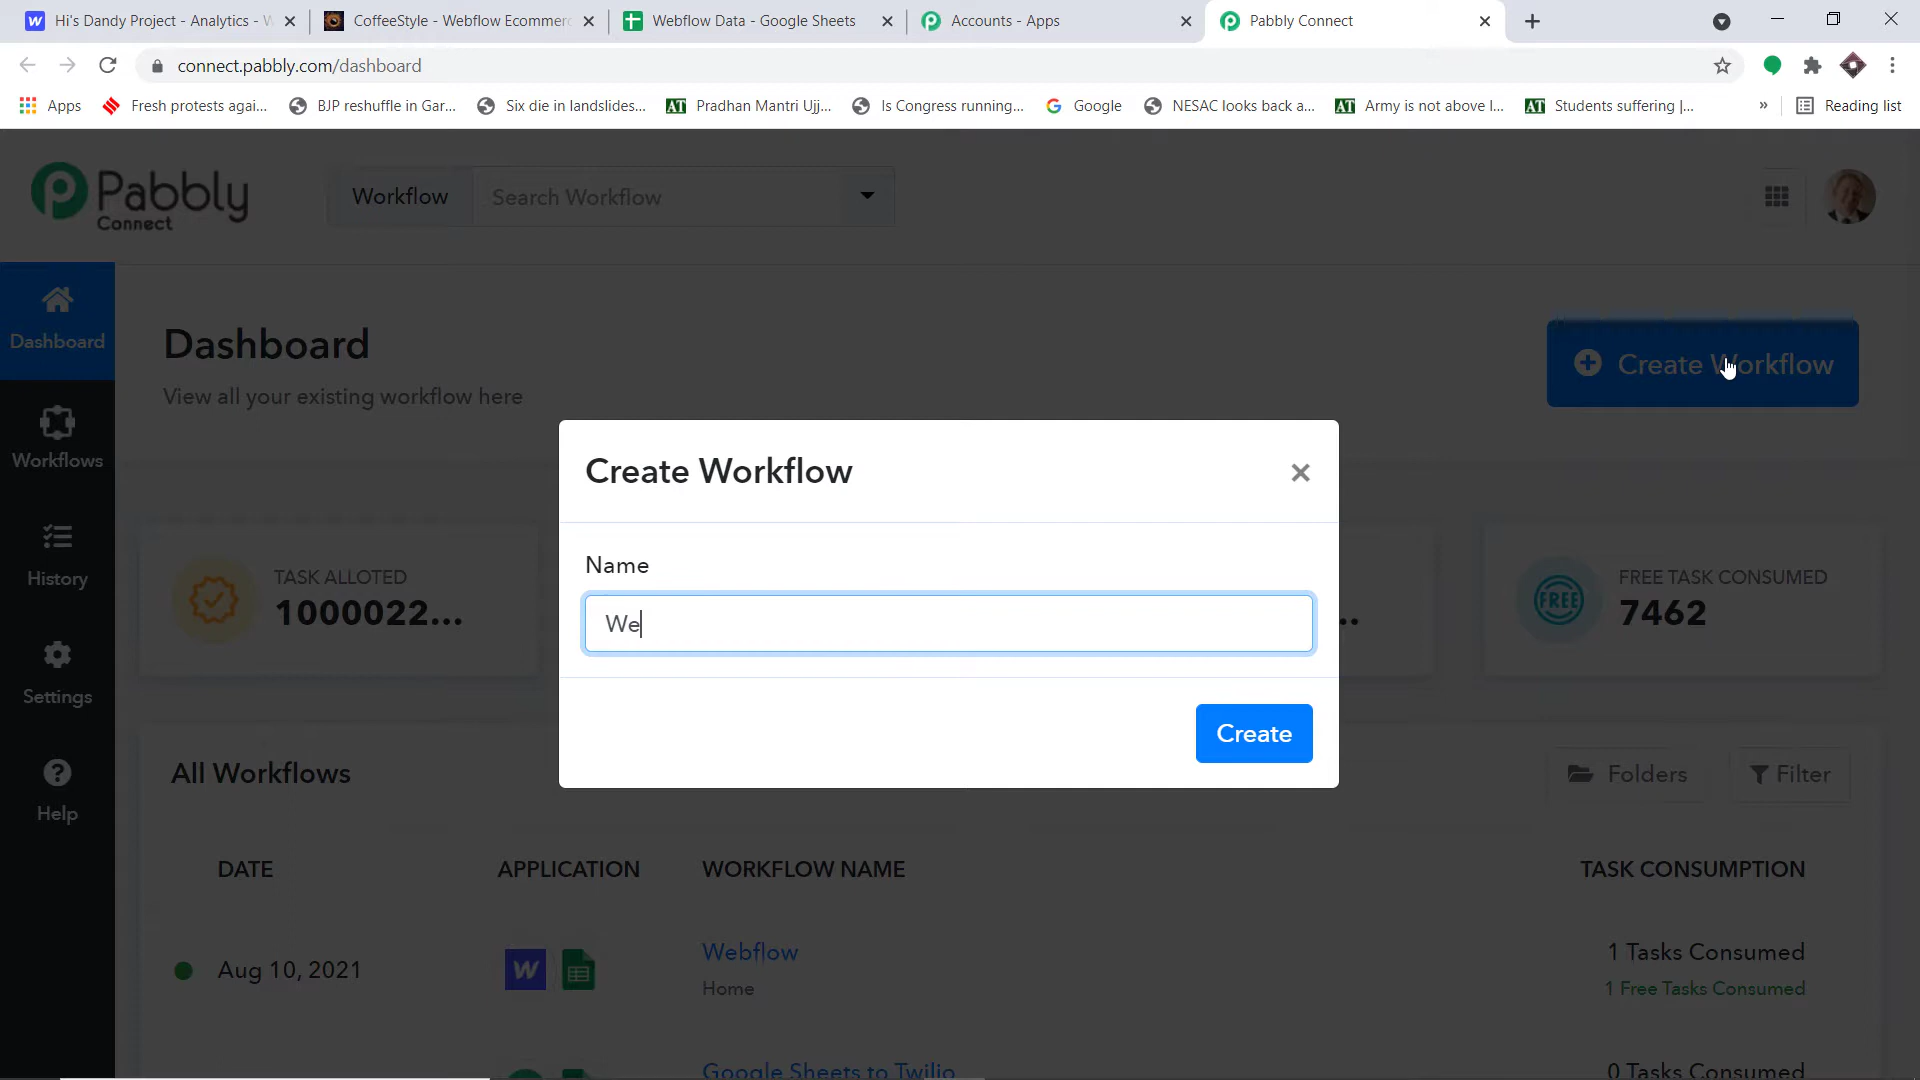 Hi's Dandy Project - Analytics - W
CoffeeStyle - Webflow Ecommerc
Webflow Data - Google Sheets
Accounts - Apps
Pabbly Connect
connect.pabbly.com/dashboard
Apps
Fresh protests agai...
BJP reshuffle in Gar...
Six die in landslides...
AT Pradhan Mantri Ujj...
Is Congress running...
Google
NESAC looks back a...
AT Army is not above l...
AT Students suffering |...
»
Reading list
Pabbly
Connect
Workflow
Search Workflow
Dashboard
Workflows
History
Settings
Help
Dashboard
View all your existing workflow here
Create Workflow
Create Workflow
×
Name
We
Create
TASK ALLOTED
1000022...
..
FREE
FREE TASK CONSUMED
7462
All Workflows
Folders
Filter
DATE
APPLICATION
WORKFLOW NAME
TASK CONSUMPTION
Aug 10, 2021
W
Webflow
Home
1 Tasks Consumed
1 Free Tasks Consumed
Google Sheets to Twilio
0 Tasks Consumed